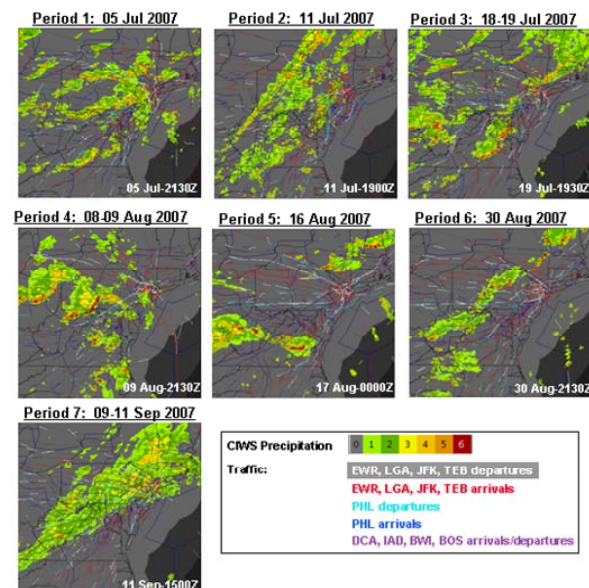 Period 1: 05 Jul 2007
Period 2: 11 Jul 2007
Period 3: 18-19 Jul 2007
05 Jul-2130Z
11 Jul-1900Z
19 Jul-1930Z
Period 4: 08-09 Aug 2007
Period 5: 16 Aug 2007
Period 6: 30 Aug 2007
09 Aug-2130Z
17 Aug-0000Z
30 Aug-2130Z
Period 7: 09-11 Sep 2007
11 Sep-1500Z
CIWS Precipitation 0 1 2 3 4 5 6
Traffic: EWR, LGA, JFK, TEB departures
EWR, LGA, JFK, TEB arrivals
PHL departures
PHL arrivals
DCA, IAD, BWI, BOS arrivals/departures